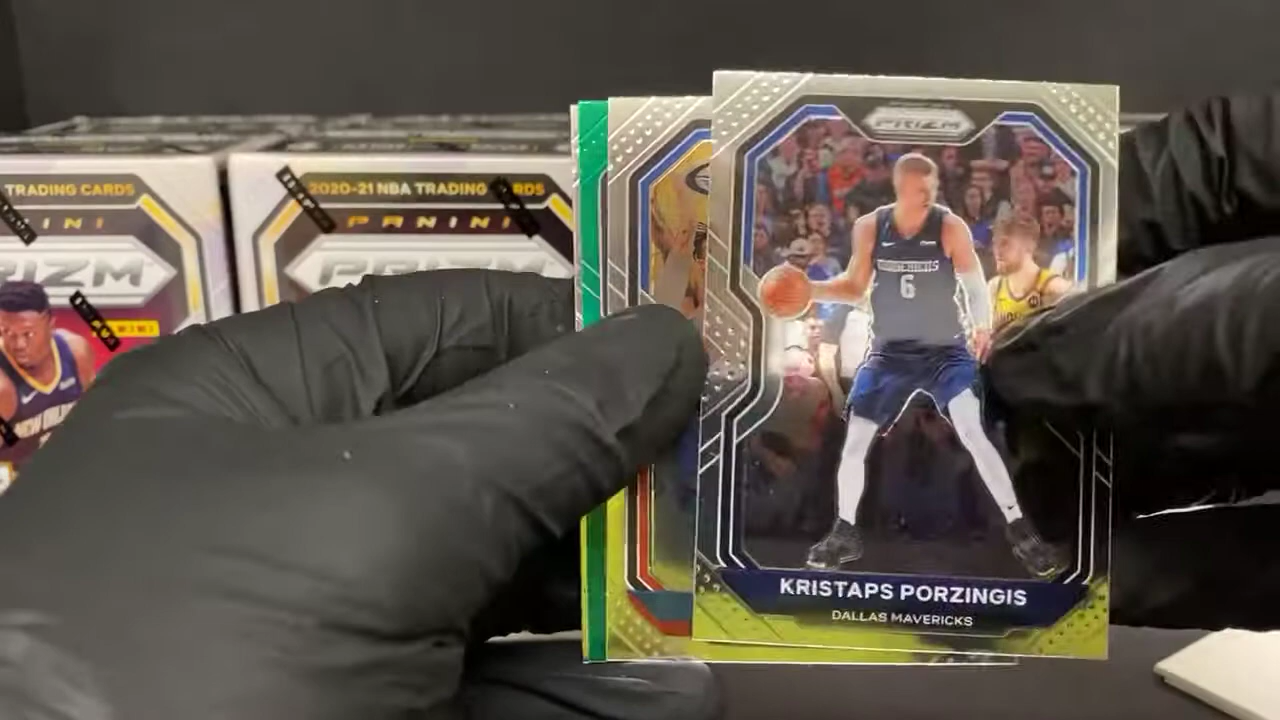 TRADING CARDS
PANINI
PRIZM
2020-21 NBA TRADING CARDS
PANINI
PRIZM
PRIZM
MAVERICKS
6
KRISTAPS PORZINGIS
DALLAS MAVERICKS